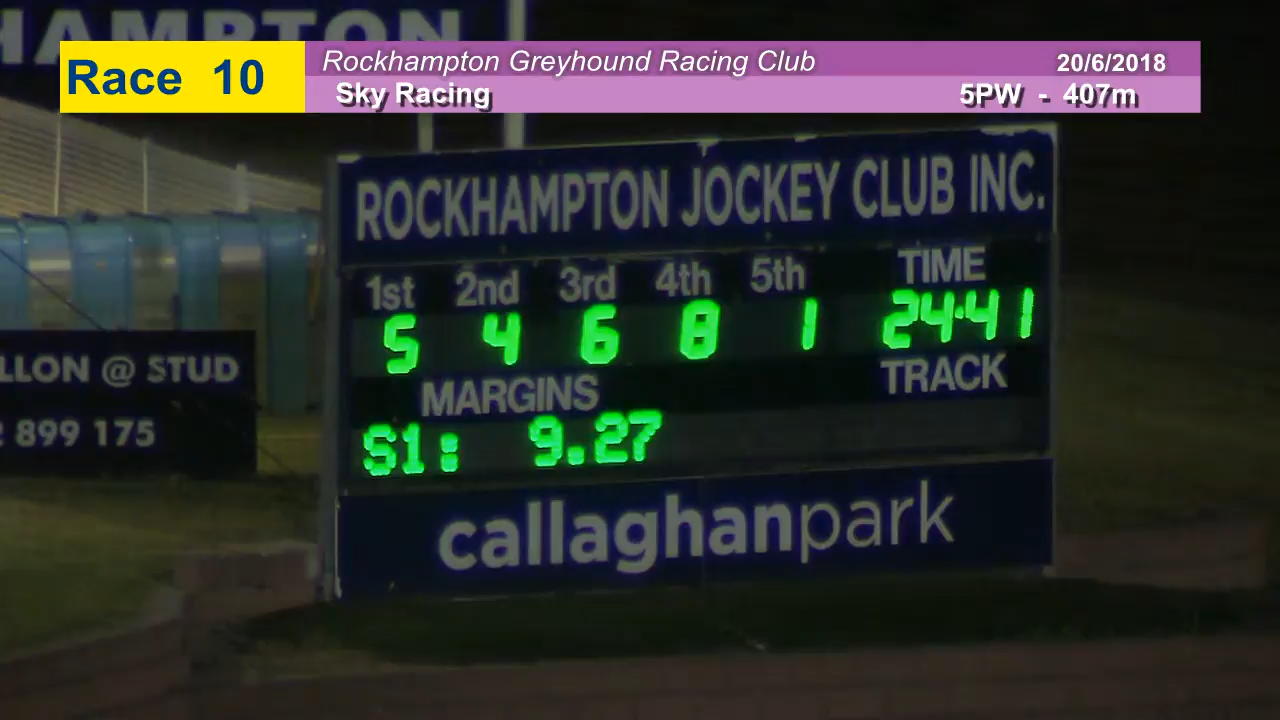 HAMPTON
Race 10
Rockhampton Greyhound Racing Club
20/6/2018
Sky Racing
5PW - 407m
ROCKHAMPTON JOCKEY CLUB INC.
1st 2nd 3rd 4th 5th TIME
5 4 6 8 1 24.41
MARGINS TRACK
S1: 9.27
callaghanpark
LLON @ STUD
899 175